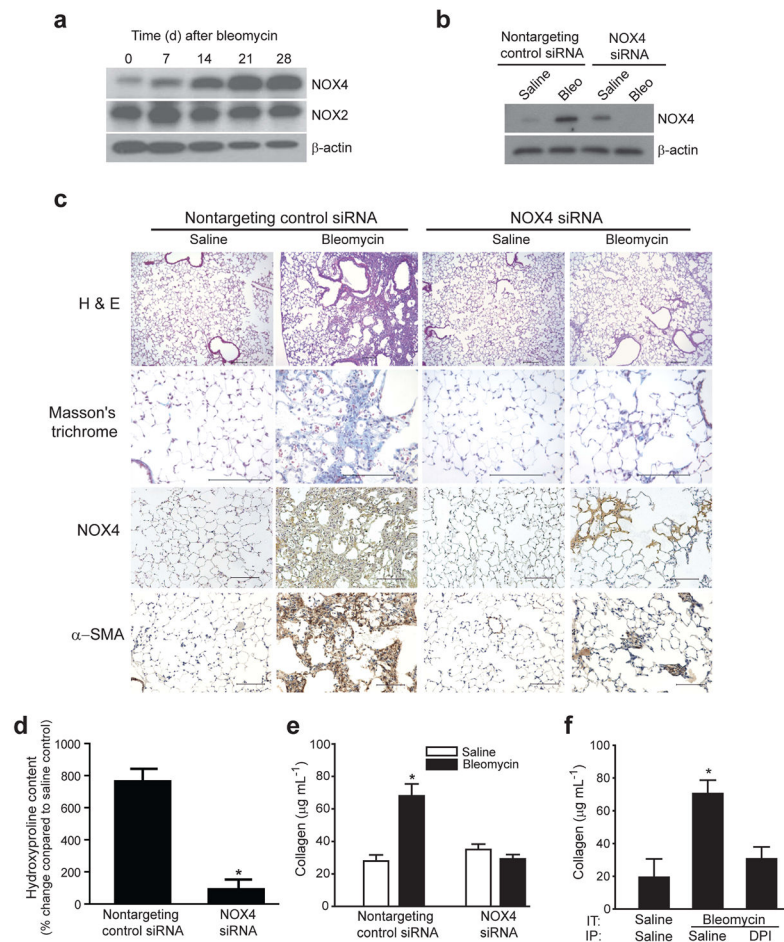 a
Time (d) after bleomycin
0 7 14 21 28
NOX4
NOX2
β-actin
b
Nontargeting control siRNA
NOX4 siRNA
Saline Bleo Saline Bleo
NOX4
β-actin
c
Nontargeting control siRNA NOX4 siRNA
Saline Bleomycin Saline Bleomycin
H & E
Masson's
trichrome
NOX4
α–SMA
d
Hydroxyproline content
(% change compared to saline control)
1000
800
600
400
200
0
*
Nontargeting
control siRNA
NOX4
siRNA
e
Collagen (μg mL⁻¹)
100
80
60
40
20
0
*
Saline
Bleomycin
Nontargeting
control siRNA
NOX4
siRNA
f
Collagen (μg mL⁻¹)
100
80
60
40
20
0
*
IT: Saline Bleomycin
IP: Saline Saline DPI